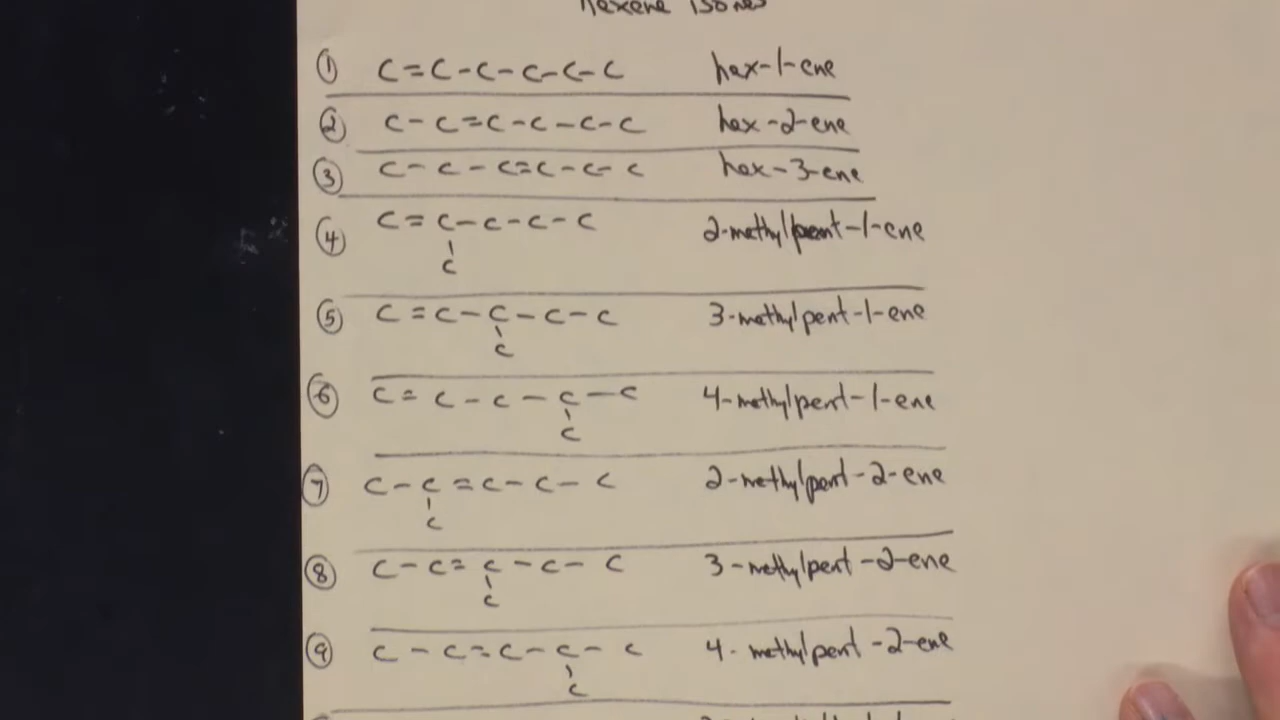 Hexene Isomers
① C=C-C-C-C-C hex-1-ene
② C-C=C-C-C-C hex-2-ene
③ C-C-C=C-C-C hex-3-ene
④ C=C-C-C-C 2-methylpent-1-ene
C
⑤ C=C-C-C-C 3-methylpent-1-ene
C
⑥ C=C-C-C-C 4-methylpent-1-ene
C
⑦ C-C=C-C-C 2-methylpent-2-ene
C
⑧ C-C=C-C-C 3-methylpent-2-ene
C
⑨ C-C=C-C-C 4-methylpent-2-ene
C